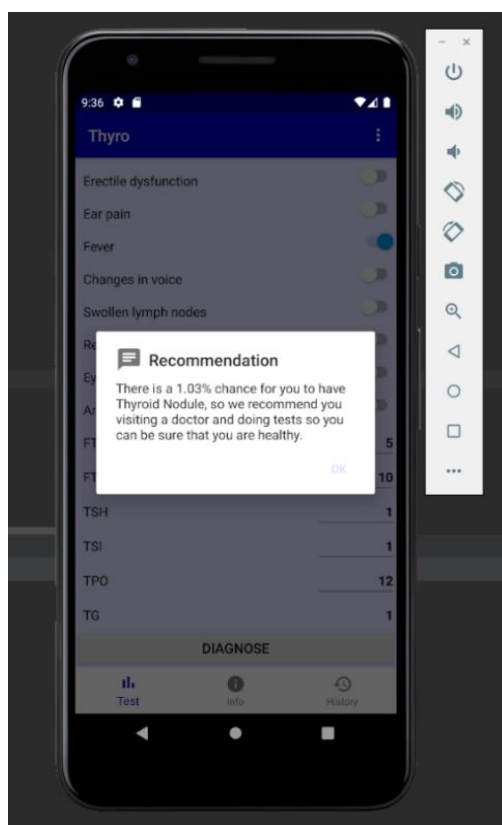 9:36
Thyro
Erectile dysfunction
Ear pain
Fever
Changes in voice
Swollen lymph nodes
Recommendation
There is a 1.03% chance for you to have
Thyroid Nodule, so we recommend you
visiting a doctor and doing tests so you
can be sure that you are healthy.
OK
5
10
TSH 1
TSI 1
TPO 12
TG 1
DIAGNOSE
Test Info History